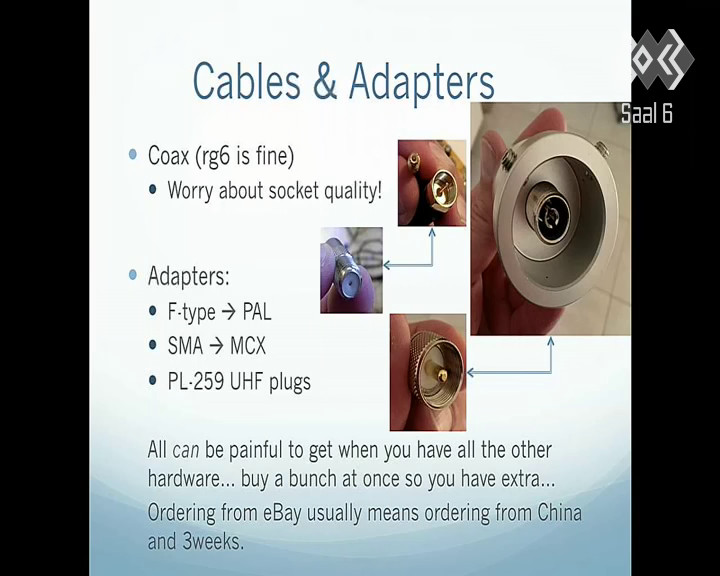 Cables & Adapters
Saal 6
Coax (rg6 is fine)
Worry about socket quality!
Adapters:
F-type → PAL
SMA → MCX
PL-259 UHF plugs
All can be painful to get when you have all the other
hardware... buy a bunch at once so you have extra...
Ordering from eBay usually means ordering from China
and 3weeks.